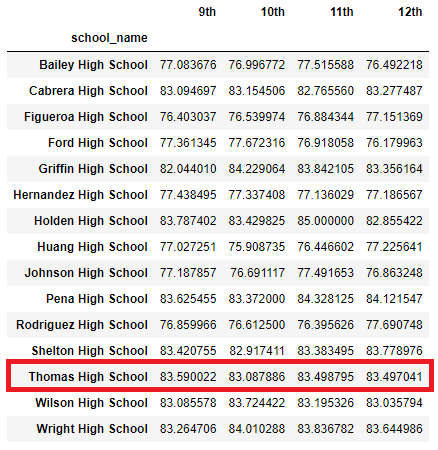 9th 10th 11th 12th
school_name
Bailey High School 77.083676 76.996772 77.515588 76.492218
Cabrera High School 83.094697 83.154506 82.765560 83.277487
Figueroa High School 76.403037 76.539974 76.884344 77.151369
Ford High School 77.361345 77.672316 76.918058 76.179963
Griffin High School 82.044010 84.229064 83.842105 83.356164
Hernandez High School 77.438495 77.337408 77.136029 77.186567
Holden High School 83.787402 83.429825 85.000000 82.855422
Huang High School 77.027251 75.908735 76.446602 77.225641
Johnson High School 77.187857 76.691117 77.491653 76.863248
Pena High School 83.625455 83.372000 84.328125 84.121547
Rodriguez High School 76.859966 76.612500 76.395626 77.690748
Shelton High School 83.420755 82.917411 83.383495 83.778976
Thomas High School 83.590022 83.087886 83.498795 83.497041
Wilson High School 83.085578 83.724422 83.195326 83.035794
Wright High School 83.264706 84.010288 83.836782 83.644986